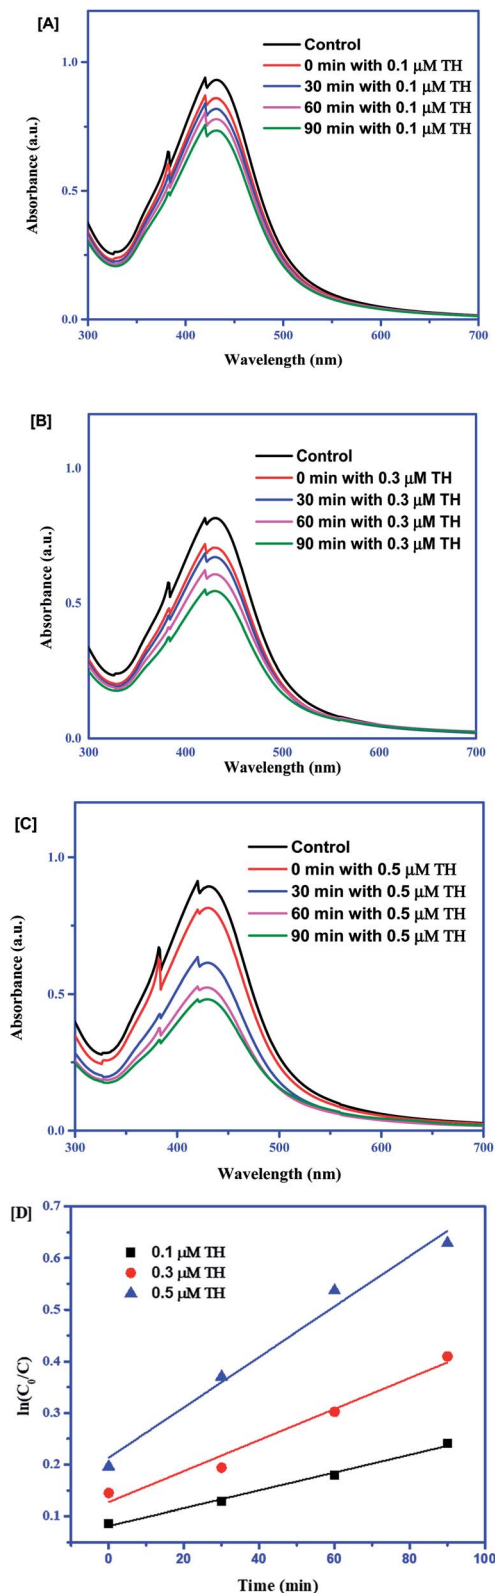 [A]
Control
0 min with 0.1 μM TH
30 min with 0.1 μM TH
60 min with 0.1 μM TH
90 min with 0.1 μM TH
Absorbance (a.u.)
1.0
0.5
0.0
300 400 500 600 700
Wavelength (nm)
[B]
Control
0 min with 0.3 μM TH
30 min with 0.3 μM TH
60 min with 0.3 μM TH
90 min with 0.3 μM TH
Absorbance (a.u.)
1.0
0.5
0.0
300 400 500 600 700
Wavelength (nm)
[C]
Control
0 min with 0.5 μM TH
30 min with 0.5 μM TH
60 min with 0.5 μM TH
90 min with 0.5 μM TH
Absorbance (a.u.)
1.0
0.5
0.0
300 400 500 600 700
Wavelength (nm)
[D]
0.1 μM TH
0.3 μM TH
0.5 μM TH
ln(C₀/C)
0.7
0.6
0.5
0.4
0.3
0.2
0.1
0 20 40 60 80 100
Time (min)